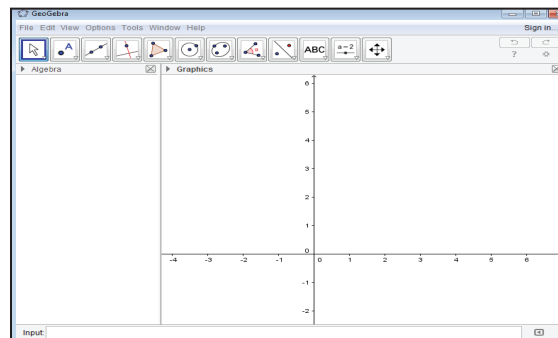 GeoGebra
File Edit View Options Tools Window Help Sign in...
A ABC a=2
?
Algebra Graphics
6
5
4
3
2
1
0
-4 -3 -2 -1 0 1 2 3 4 5 6
-1
-2
Input: